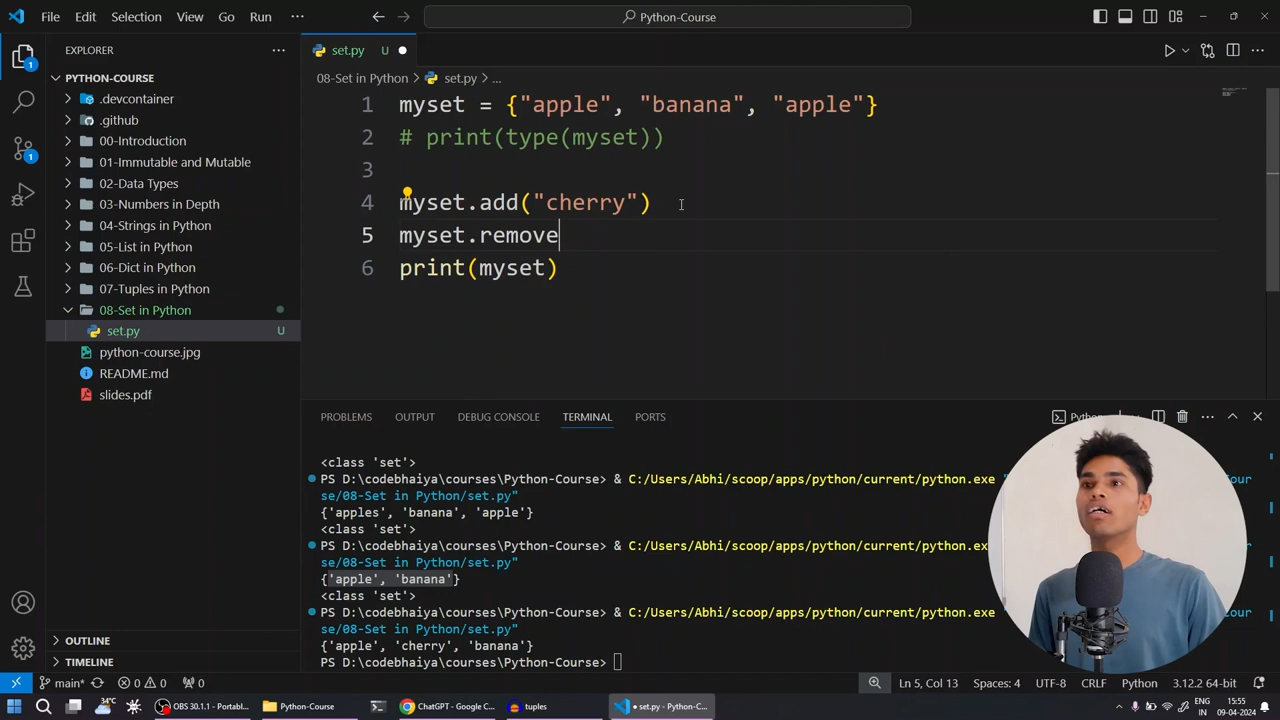 File Edit Selection View Go Run ··· Python-Course
EXPLORER ···
PYTHON-COURSE
.devcontainer
.github
00-Introduction
01-Immutable and Mutable
02-Data Types
03-Numbers in Depth
04-Strings in Python
05-List in Python
06-Dict in Python
07-Tuples in Python
08-Set in Python
set.py U
python-course.jpg
README.md
slides.pdf
OUTLINE
TIMELINE
set.py U
08-Set in Python > set.py > ...
1 myset = {"apple", "banana", "apple"}
2 # print(type(myset))
3
4 myset.add("cherry")
5 myset.remove
6 print(myset)
PROBLEMS OUTPUT DEBUG CONSOLE TERMINAL PORTS
<class 'set'>
PS D:\codebhaiya\courses\Python-Course> & C:/Users/Abhi/scoop/apps/python/current/python.exe
se/08-Set in Python/set.py"
{'apples', 'banana', 'apple'}
<class 'set'>
PS D:\codebhaiya\courses\Python-Course> & C:/Users/Abhi/scoop/apps/python/current/python.exe
se/08-Set in Python/set.py"
{'apple', 'banana'}
<class 'set'>
PS D:\codebhaiya\courses\Python-Course> & C:/Users/Abhi/scoop/apps/python/current/python.exe
se/08-Set in Python/set.py"
{'apple', 'cherry', 'banana'}
PS D:\codebhaiya\courses\Python-Course>
main* 0 0 0 Ln 5, Col 13 Spaces: 4 UTF-8 CRLF Python 3.12.2 64-bit
34°C OBS 30.1.1 - Portabl... Python-Course ChatGPT - Google C... tuples set.py - Python-C... ENG IN 15:55 09-04-2024